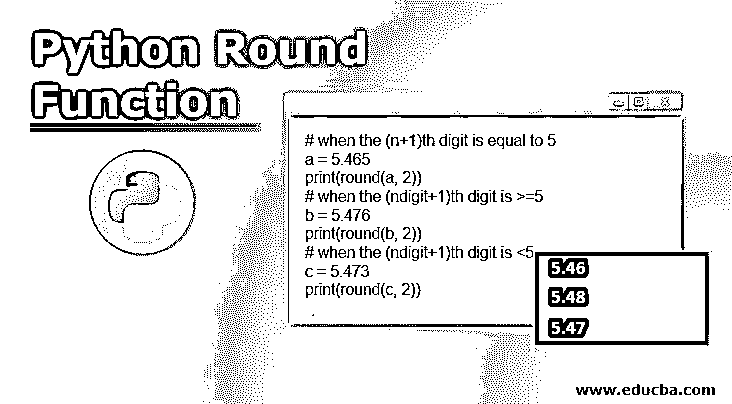 Python Round
Function
# when the (n+1)th digit is equal to 5
a = 5.465
print(round(a, 2))
# when the (ndigit+1)th digit is >=5
b = 5.476
print(round(b, 2))
# when the (ndigit+1)th digit is <5
c = 5.473
print(round(c, 2))
5.46
5.48
5.47
www.educba.com